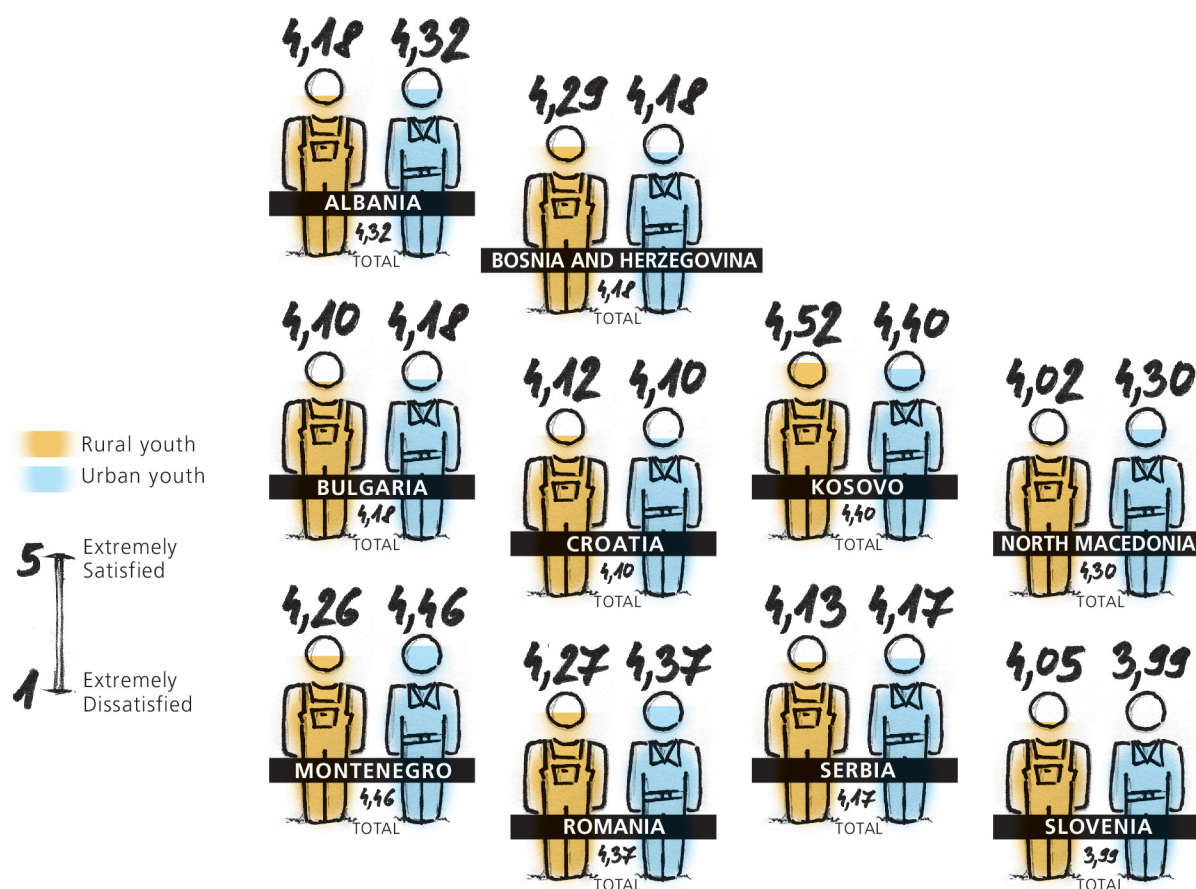 4,18 4,32
ALBANIA
4,32
TOTAL
4,29 4,18
BOSNIA AND HERZEGOVINA
4,18
TOTAL
4,10 4,18
BULGARIA
4,18
TOTAL
4,12 4,10
CROATIA
4,10
TOTAL
4,52 4,40
KOSOVO
4,40
TOTAL
4,02 4,30
NORTH MACEDONIA
4,30
TOTAL
Rural youth
Urban youth
5 Extremely
Satisfied
1 Extremely
Dissatisfied
4,26 4,46
MONTENEGRO
4,46
TOTAL
4,27 4,37
ROMANIA
4,37
TOTAL
4,13 4,17
SERBIA
4,17
TOTAL
4,05 3,99
SLOVENIA
3,99
TOTAL